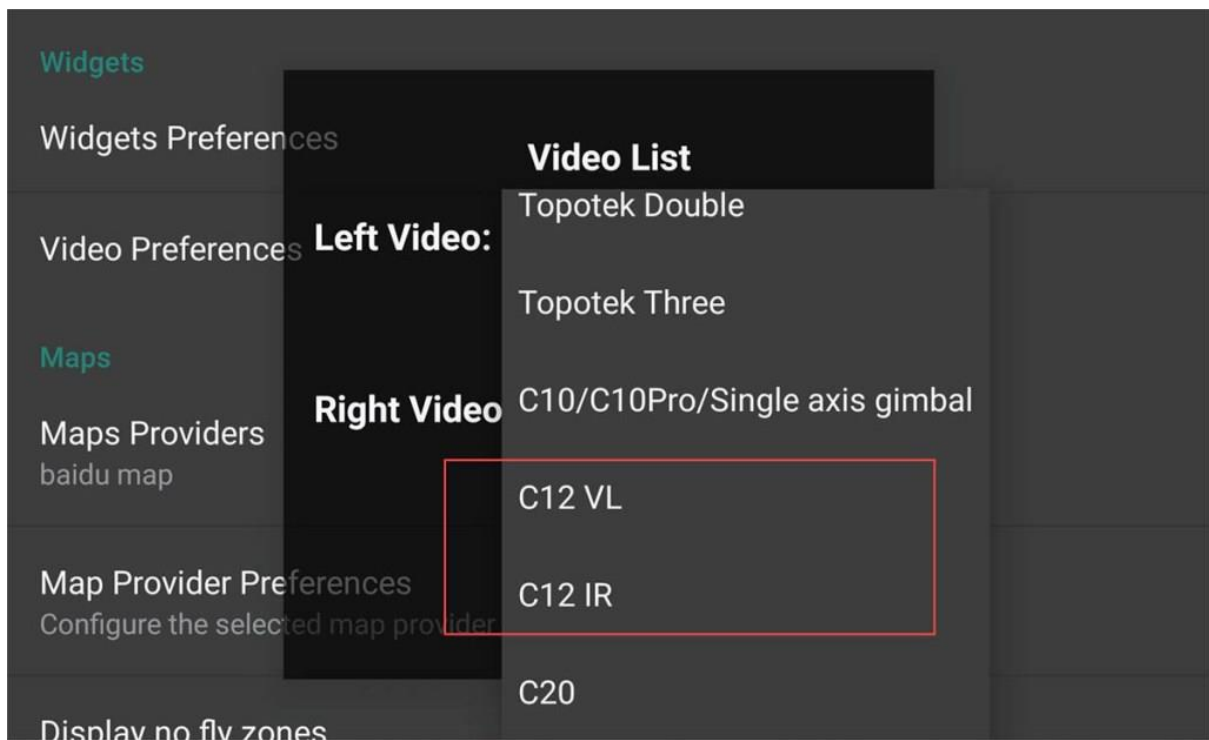 Widgets
Widgets Preferences
Video Preferences
Maps
Maps Providers
baidu map
Map Provider Preferences
Configure the selected map provider
Display no fly zones
Video List
Left Video:
Right Video
Topotek Double
Topotek Three
C10/C10Pro/Single axis gimbal
C12 VL
C12 IR
C20